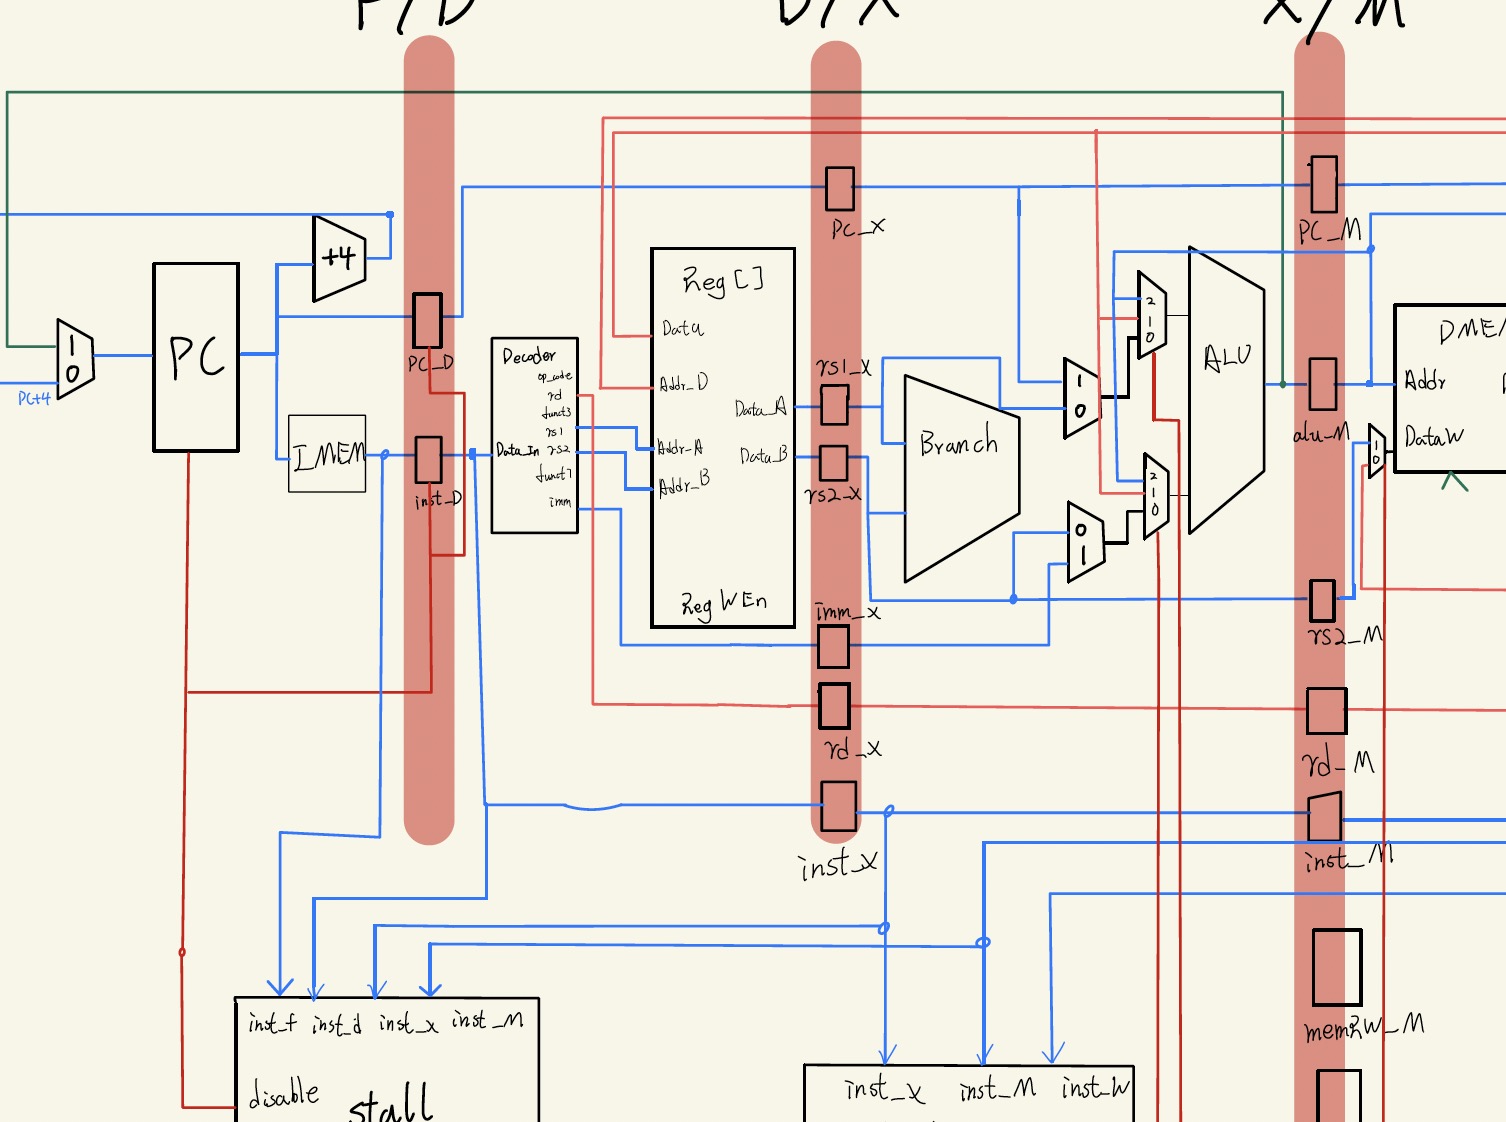 F/D
D/X
X/M
+4
PC
1
0
PC+4
IMEM
PC_D
inst_D
Decoder
op_code
rd
funct3
rs1
Data_In
rs2
funct7
imm
Reg[]
Data
Addr_D
Data_A
Addr_A
Data_B
Addr_B
Reg WEn
PC_X
rs1_X
rs2_X
imm_X
rd_X
inst_X
Branch
1
0
0
1
2
1
0
2
1
0
ALU
PC_M
alu_M
rs2_M
rd_M
inst_M
mem2W_M
1
0
Addr
DataW
inst_f inst_d inst_x inst_M
disable
stall
inst_X inst_M inst_W